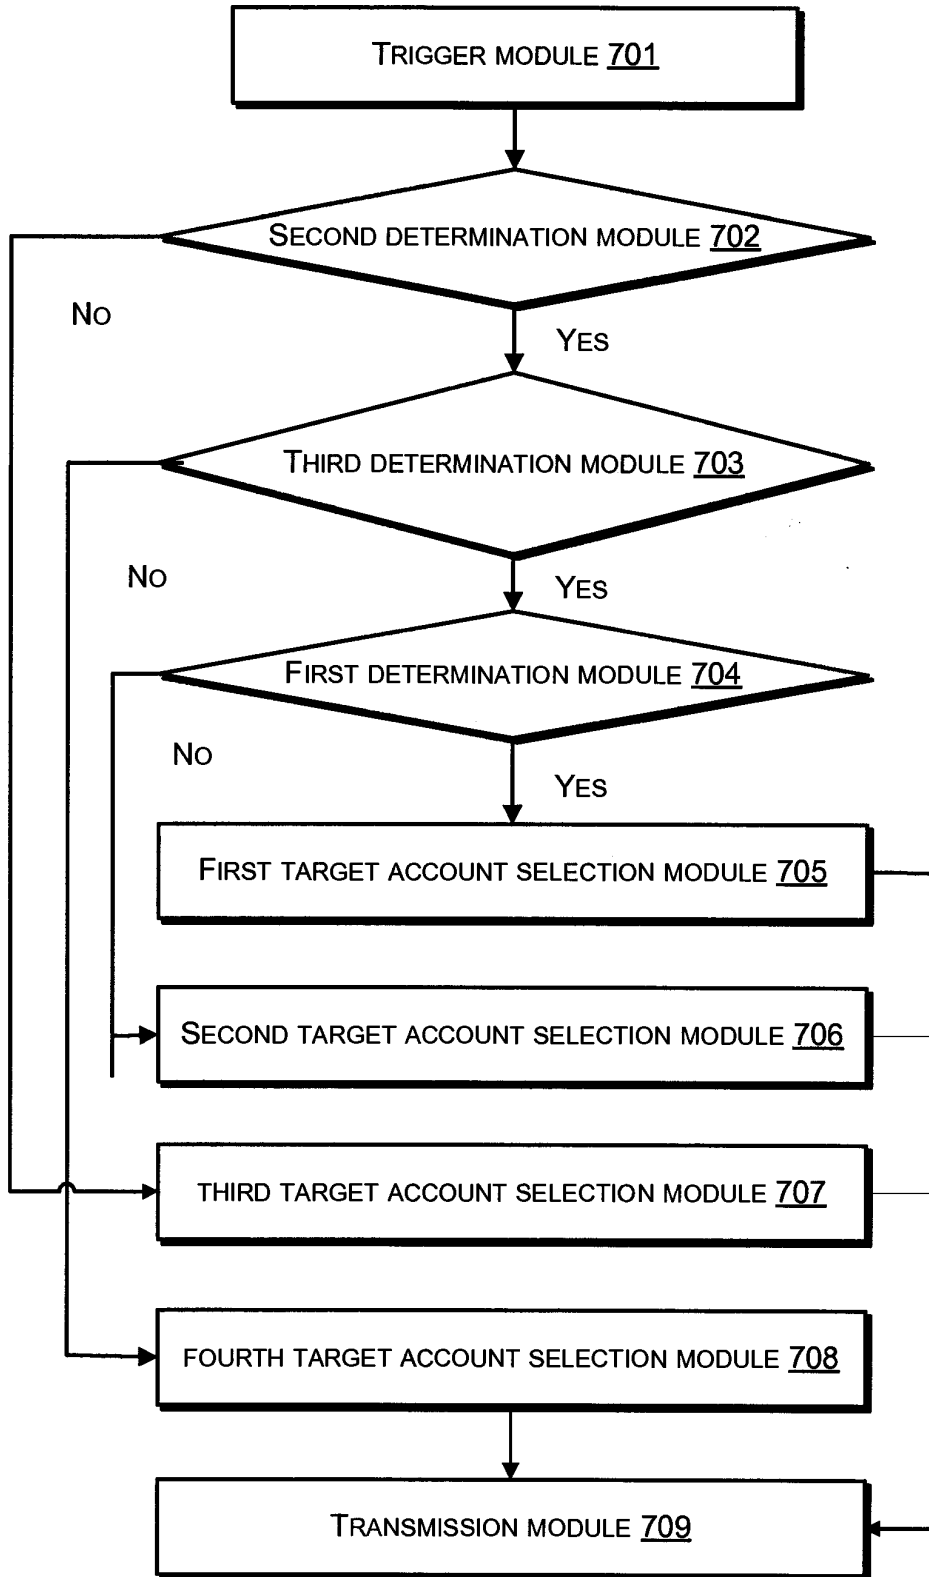 TRIGGER MODULE 701
SECOND DETERMINATION MODULE 702
NO
YES
THIRD DETERMINATION MODULE 703
NO
YES
FIRST DETERMINATION MODULE 704
NO
YES
FIRST TARGET ACCOUNT SELECTION MODULE 705
SECOND TARGET ACCOUNT SELECTION MODULE 706
THIRD TARGET ACCOUNT SELECTION MODULE 707
FOURTH TARGET ACCOUNT SELECTION MODULE 708
TRANSMISSION MODULE 709